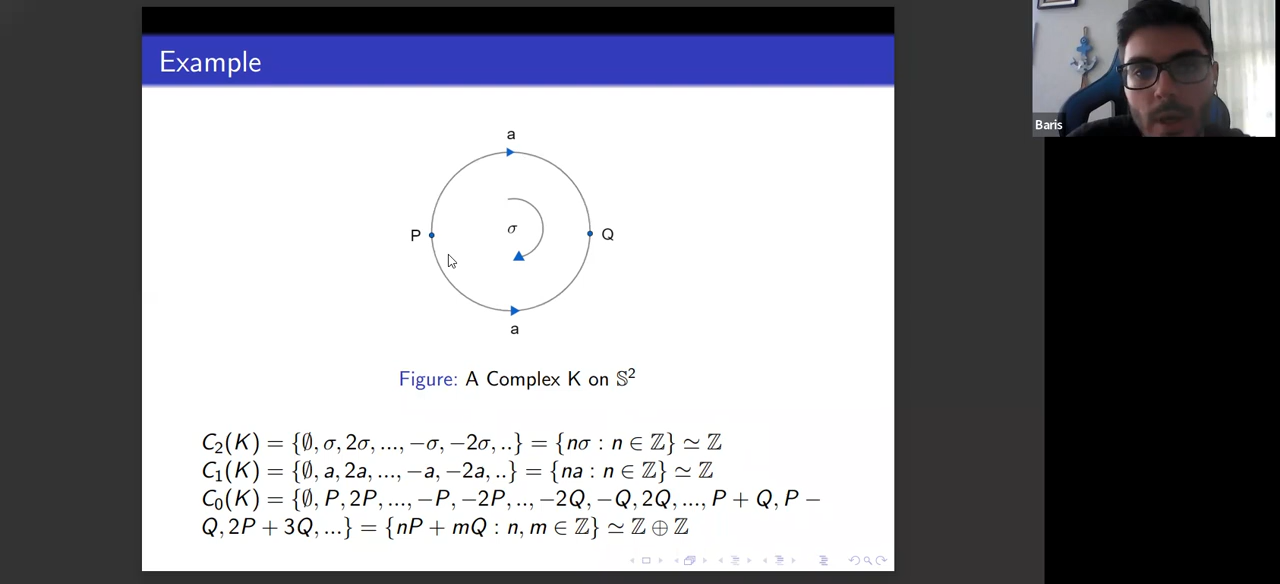 Example
a
σ
P
Q
a
Figure: A Complex K on 𝕊²
C₂(K) = {∅, σ, 2σ, ..., −σ, −2σ, ..} = {nσ : n ∈ ℤ} ≃ ℤ
C₁(K) = {∅, a, 2a, ..., −a, −2a, ..} = {na : n ∈ ℤ} ≃ ℤ
C₀(K) = {∅, P, 2P, ..., −P, −2P, .., −2Q, −Q, 2Q, ..., P + Q, P −
Q, 2P + 3Q, ...} = {nP + mQ : n, m ∈ ℤ} ≃ ℤ ⊕ ℤ
Baris